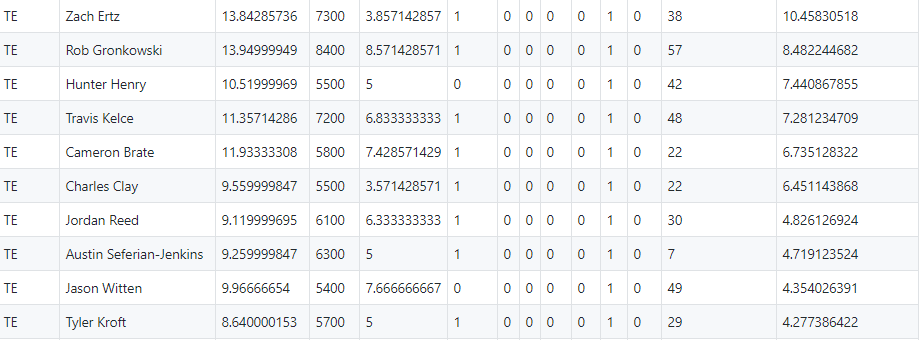 TE Zach Ertz 13.84285736 7300 3.857142857 1 0 0 0 0 1 0 38 10.45830518
TE Rob Gronkowski 13.94999949 8400 8.571428571 1 0 0 0 0 1 0 57 8.482244682
TE Hunter Henry 10.51999969 5500 5 0 0 0 0 0 1 0 42 7.440867855
TE Travis Kelce 11.35714286 7200 6.833333333 1 0 0 0 0 1 0 48 7.281234709
TE Cameron Brate 11.93333308 5800 7.428571429 1 0 0 0 0 1 0 22 6.735128322
TE Charles Clay 9.559999847 5500 3.571428571 1 0 0 0 0 1 0 22 6.451143868
TE Jordan Reed 9.119999695 6100 6.333333333 1 0 0 0 0 1 0 30 4.826126924
TE Austin Seferian-Jenkins 9.259999847 6300 5 1 0 0 0 0 1 0 7 4.719123524
TE Jason Witten 9.96666654 5400 7.666666667 0 0 0 0 0 1 0 49 4.354026391
TE Tyler Kroft 8.640000153 5700 5 1 0 0 0 0 1 0 29 4.277386422